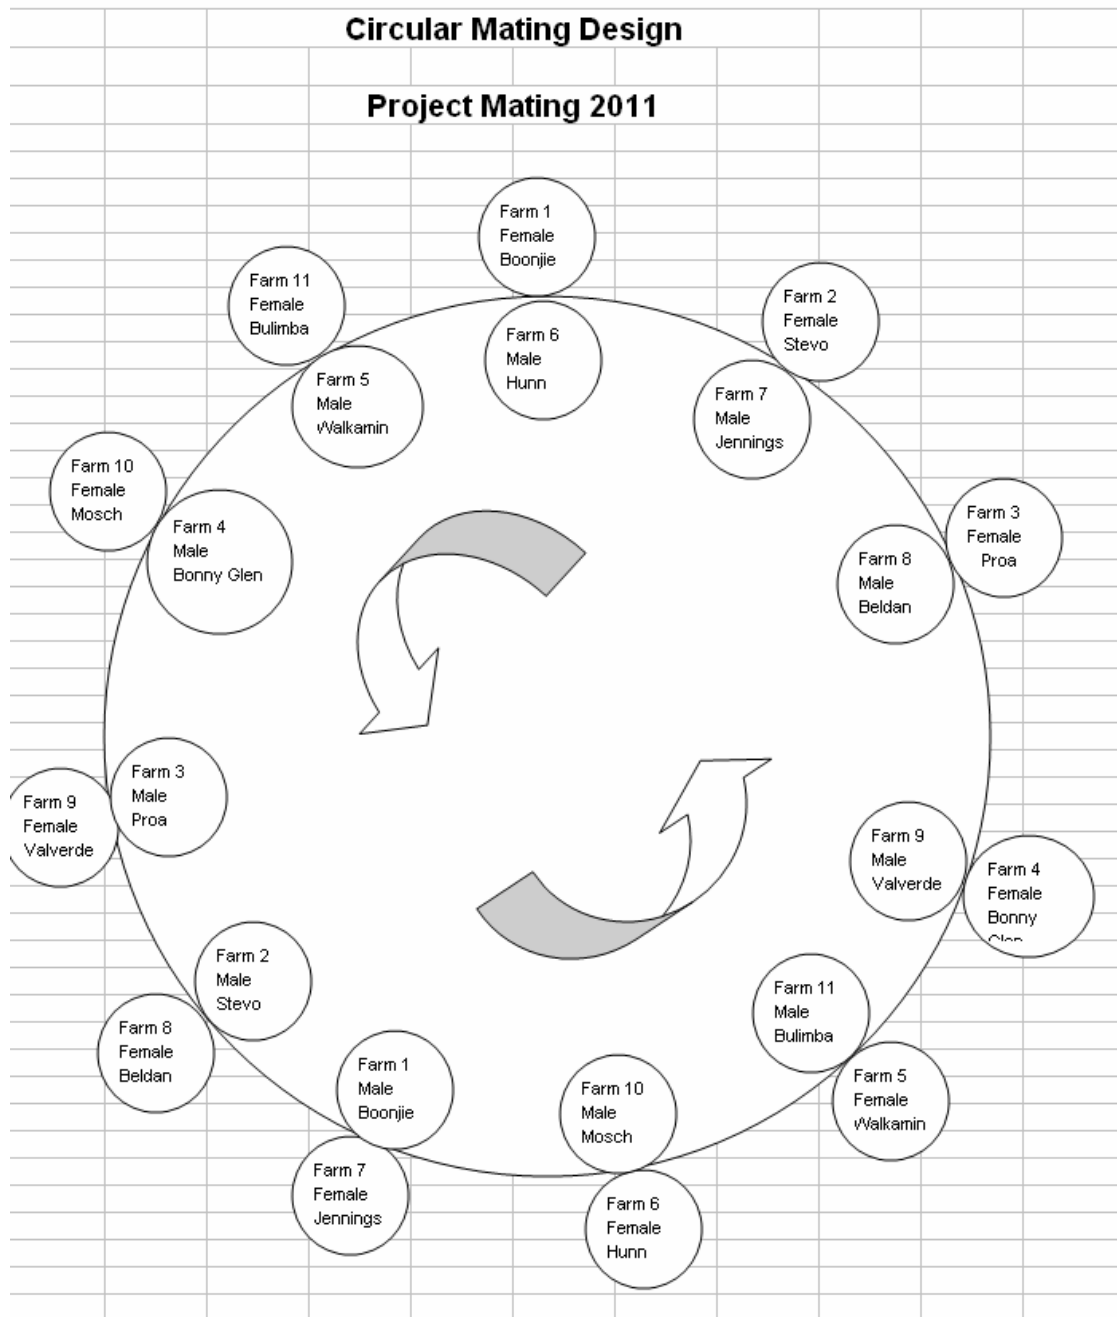 Circular Mating Design
Project Mating 2011
Farm 1
Female
Boonjie
Farm 11
Female
Bulimba
Farm 2
Female
Stevo
Farm 6
Male
Hunn
Farm 5
Male
Walkamin
Farm 7
Male
Jennings
Farm 10
Female
Mosch
Farm 3
Female
Proa
Farm 4
Male
Bonny Glen
Farm 8
Male
Beldan
Farm 3
Male
Proa
Farm 9
Female
Valverde
Farm 9
Male
Valverde
Farm 4
Female
Bonny
Farm 2
Male
Stevo
Farm 11
Male
Bulimba
Farm 8
Female
Beldan
Farm 1
Male
Boonjie
Farm 10
Male
Mosch
Farm 5
Female
Walkamin
Farm 7
Female
Jennings
Farm 6
Female
Hunn